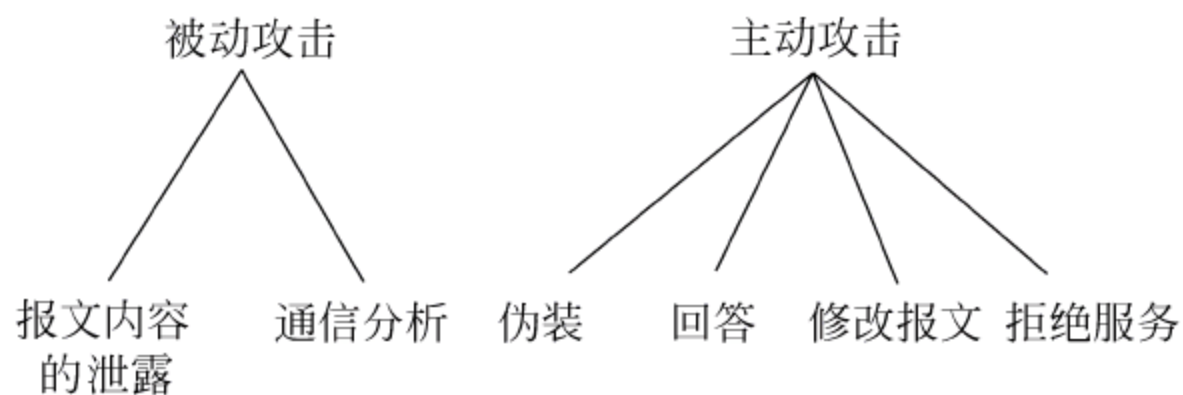 被动攻击
主动攻击
报文内容
的泄露
通信分析
伪装
回答
修改报文
拒绝服务